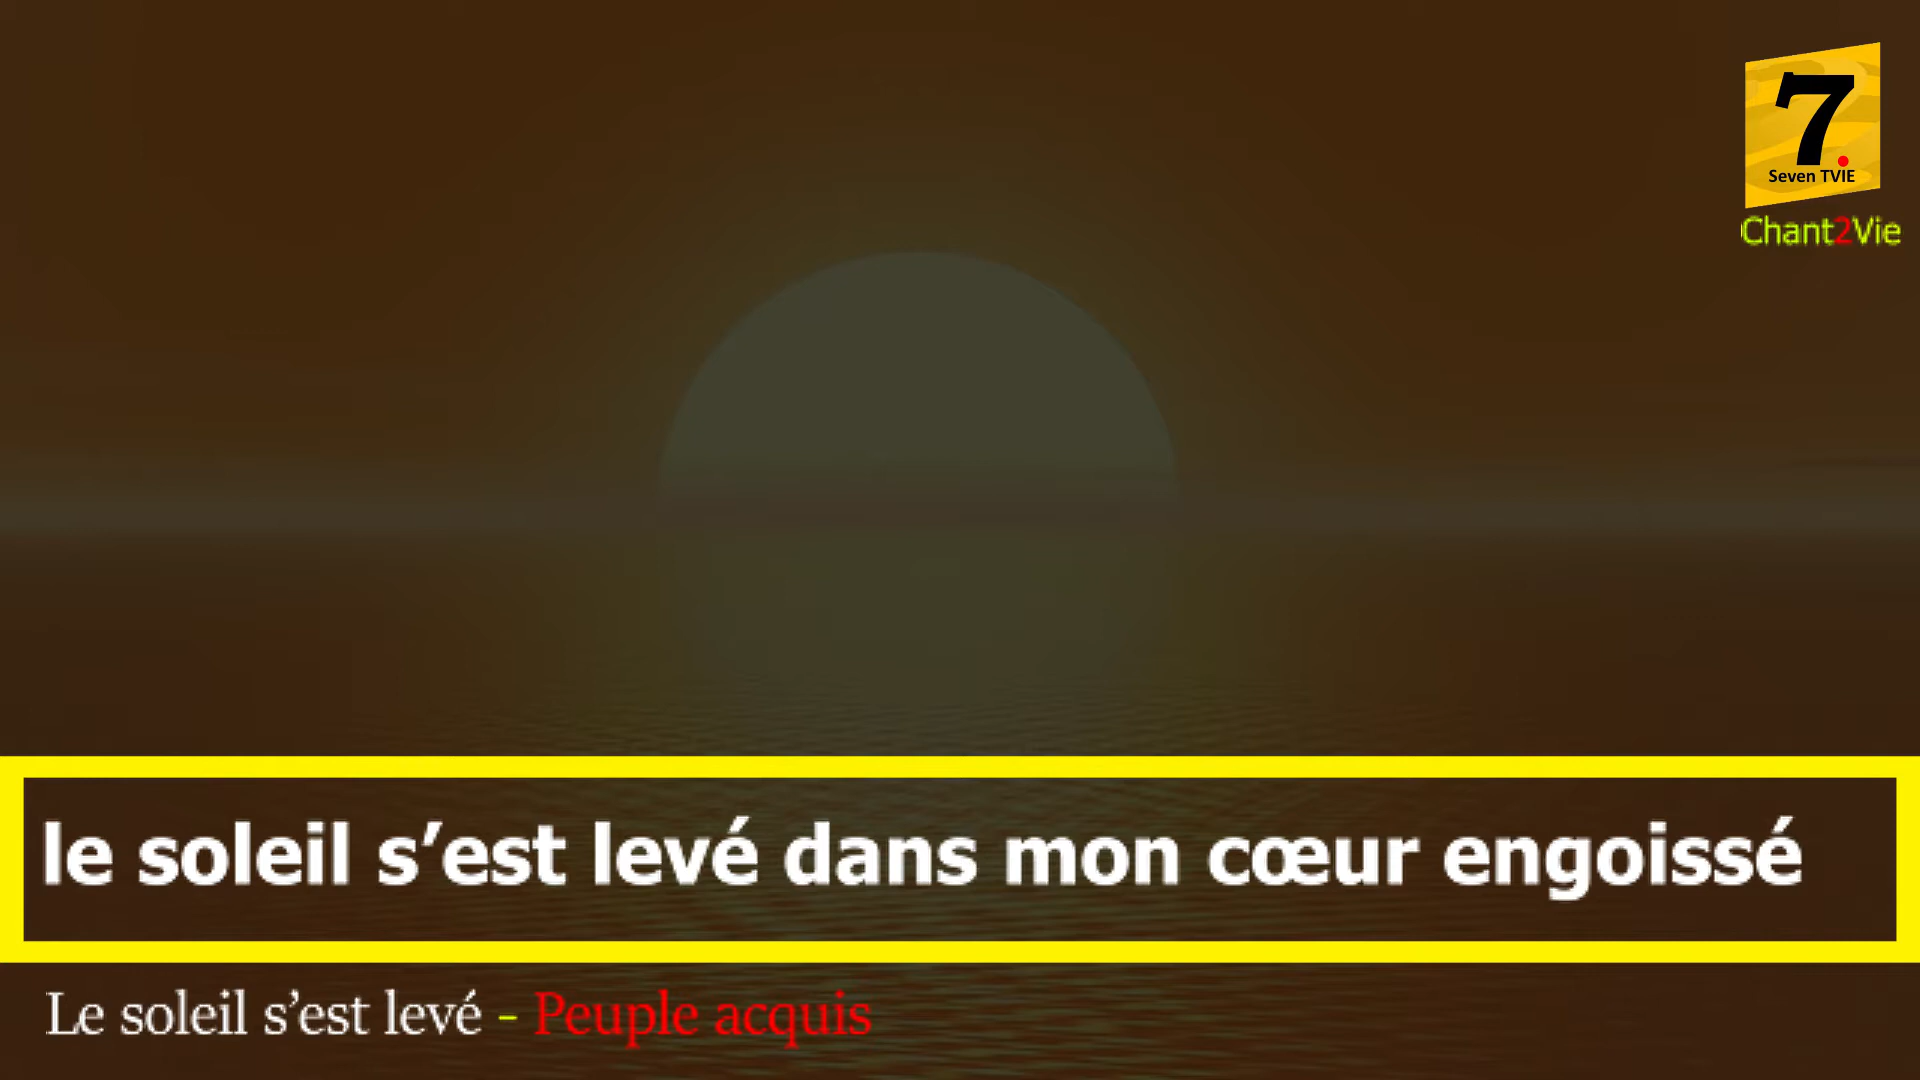 7.
Seven TVIE
Chant2Vie
le soleil s’est levé dans mon cœur engoissé
Le soleil s’est levé - Peuple acquis